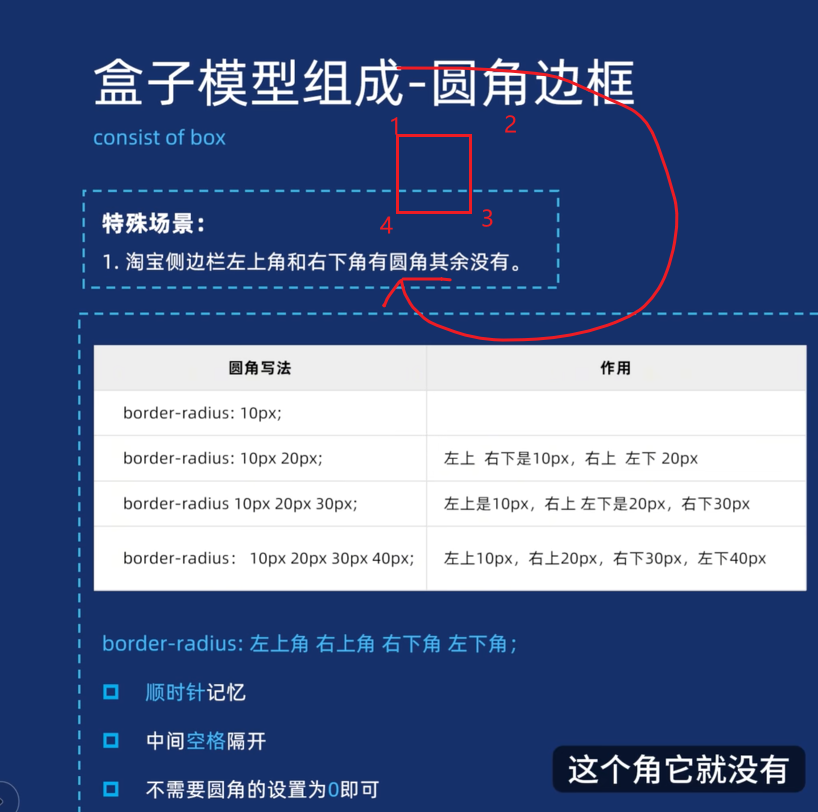 盒子模型组成-圆角边框
consist of box
1
2
3
4
特殊场景：
1. 淘宝侧边栏左上角和右下角有圆角其余没有。
圆角写法 作用
border-radius: 10px;
border-radius: 10px 20px; 左上 右下是10px，右上 左下 20px
border-radius 10px 20px 30px; 左上是10px，右上 左下是20px，右下30px
border-radius： 10px 20px 30px 40px; 左上10px，右上20px，右下30px，左下40px
border-radius: 左上角 右上角 右下角 左下角；
顺时针记忆
中间空格隔开
不需要圆角的设置为0即可
这个角它就没有